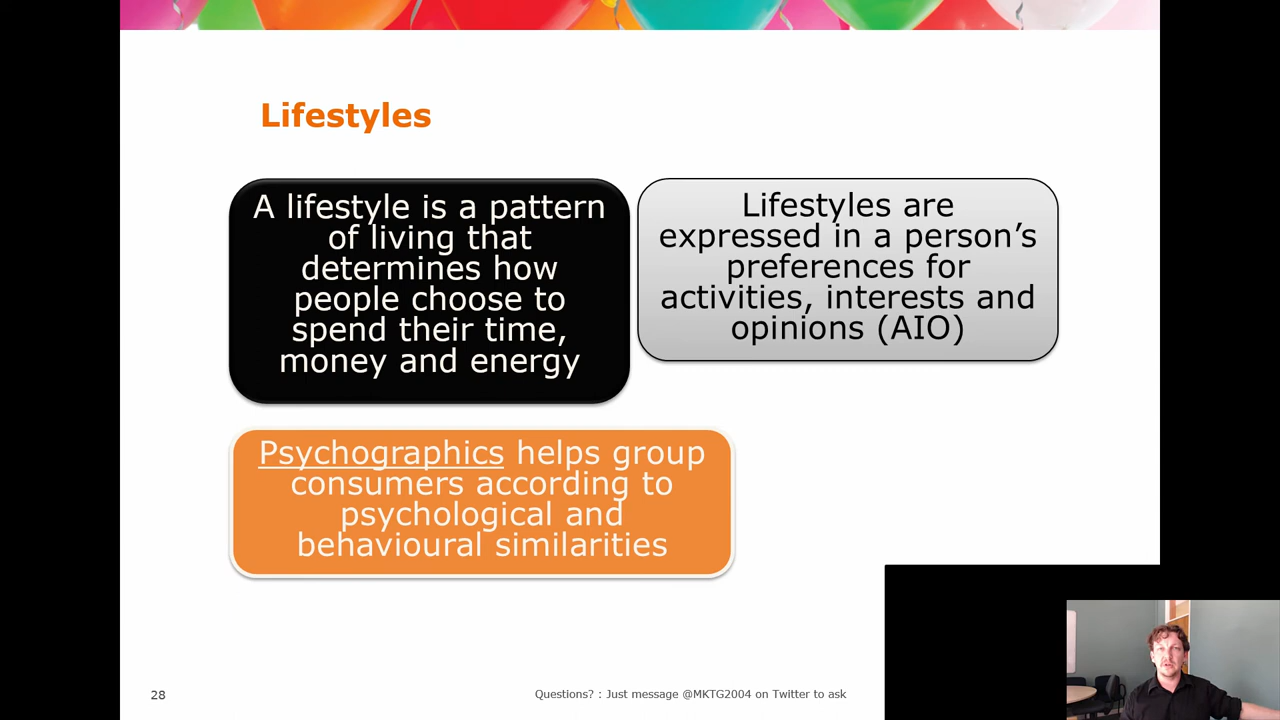 Lifestyles
A lifestyle is a pattern
of living that
determines how
people choose to
spend their time,
money and energy
Lifestyles are
expressed in a person’s
preferences for
activities, interests and
opinions (AIO)
Psychographics helps group
consumers according to
psychological and
behavioural similarities
28
Questions? : Just message @MKTG2004 on Twitter to ask